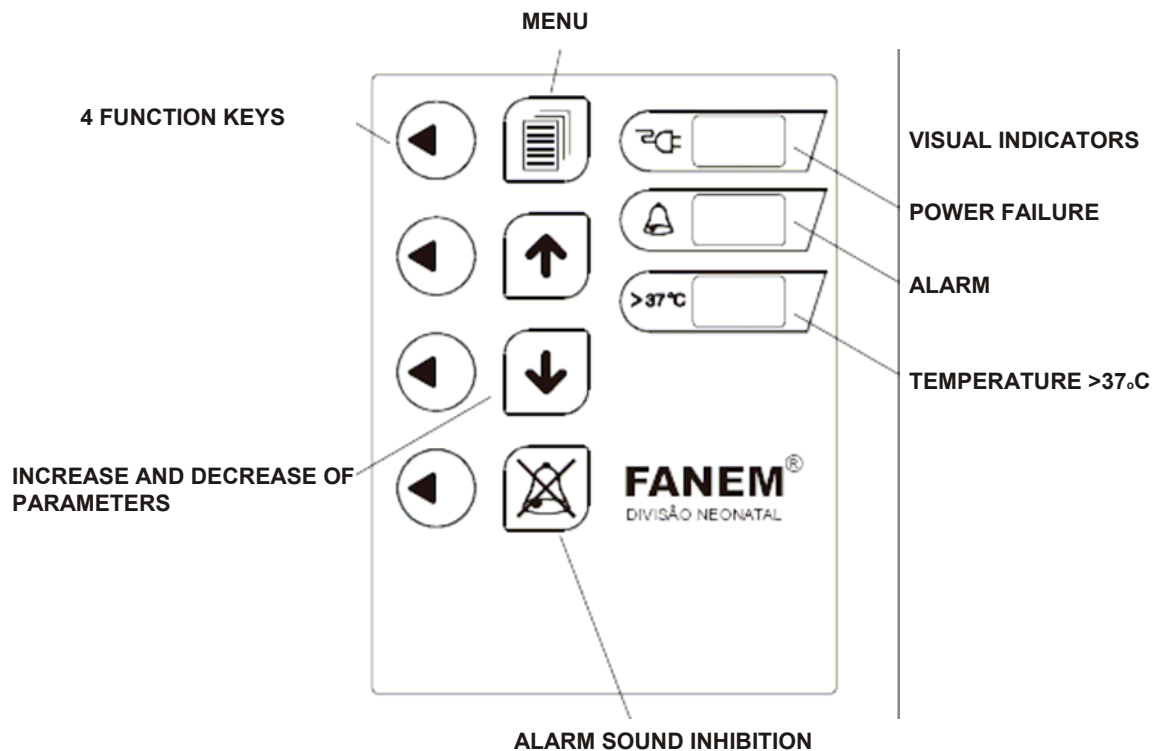 MENU
4 FUNCTION KEYS
VISUAL INDICATORS
POWER FAILURE
ALARM
>37°C
TEMPERATURE >37oC
INCREASE AND DECREASE OF
PARAMETERS
FANEM®
DIVISÃO NEONATAL
ALARM SOUND INHIBITION